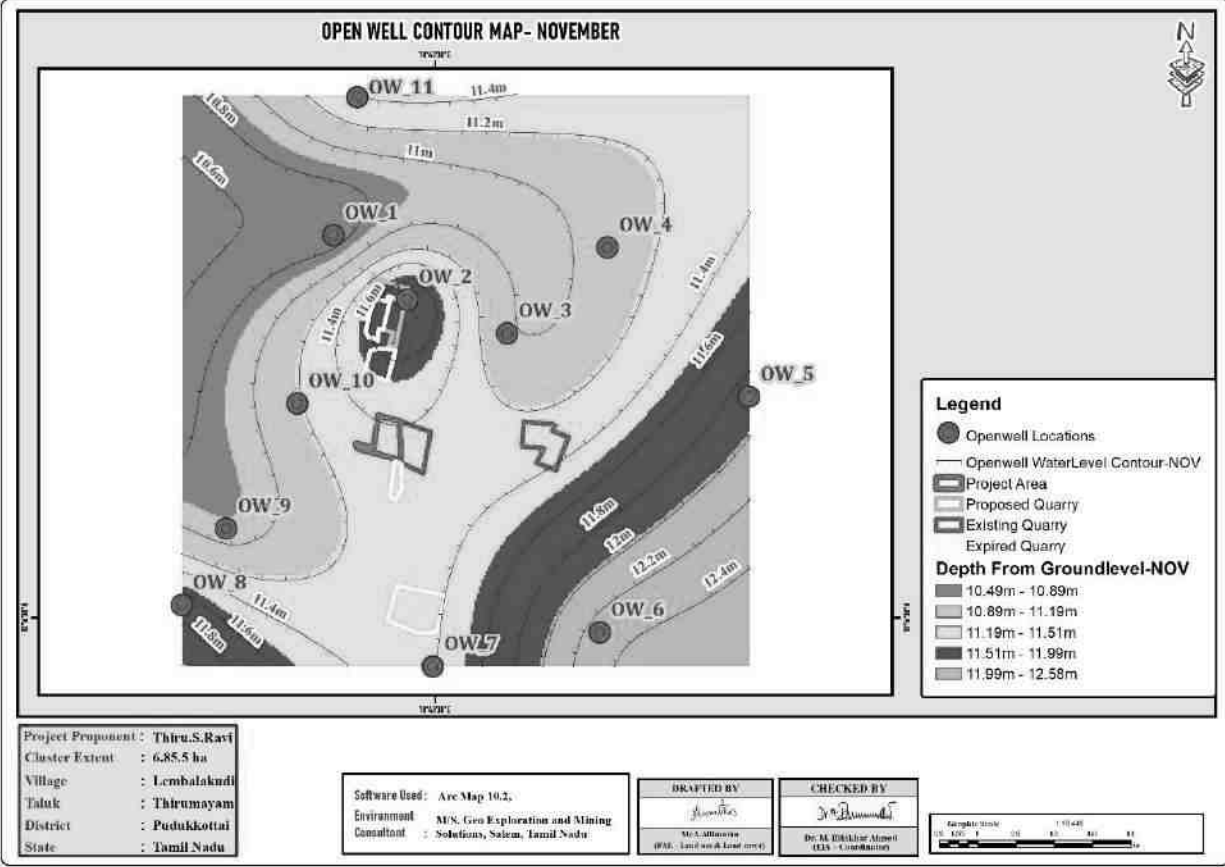 OPEN WELL CONTOUR MAP- NOVEMBER
N
OW_11
11.4m
10.8m
11.2m
11m
10.6m
OW_1
OW_4
OW_2
11.4m
11.6m
11.4m
OW_3
11.6m
OW_5
OW_10
OW_9
11.8m
12m
12.2m
12.4m
OW_8
11.4m
11.6m
11.8m
OW_6
OW_7
Legend
Openwell Locations
Openwell WaterLevel Contour-NOV
Project Area
Proposed Quarry
Existing Quarry
Expired Quarry
Depth From Groundlevel-NOV
10.49m - 10.89m
10.89m - 11.19m
11.19m - 11.51m
11.51m - 11.99m
11.99m - 12.58m
Project Proponent : Thiru.S.Ravi
Cluster Extent : 6.85.5 ha
Village : Lembalakudi
Taluk : Thirumayam
District : Pudukkottai
State : Tamil Nadu
Software Used : Arc Map 10.2,
Environment Consultant : M/S. Geo Exploration and Mining
Solutions, Salem, Tamil Nadu
DRAFTED BY
CHECKED BY
(EIA - Coordinator)